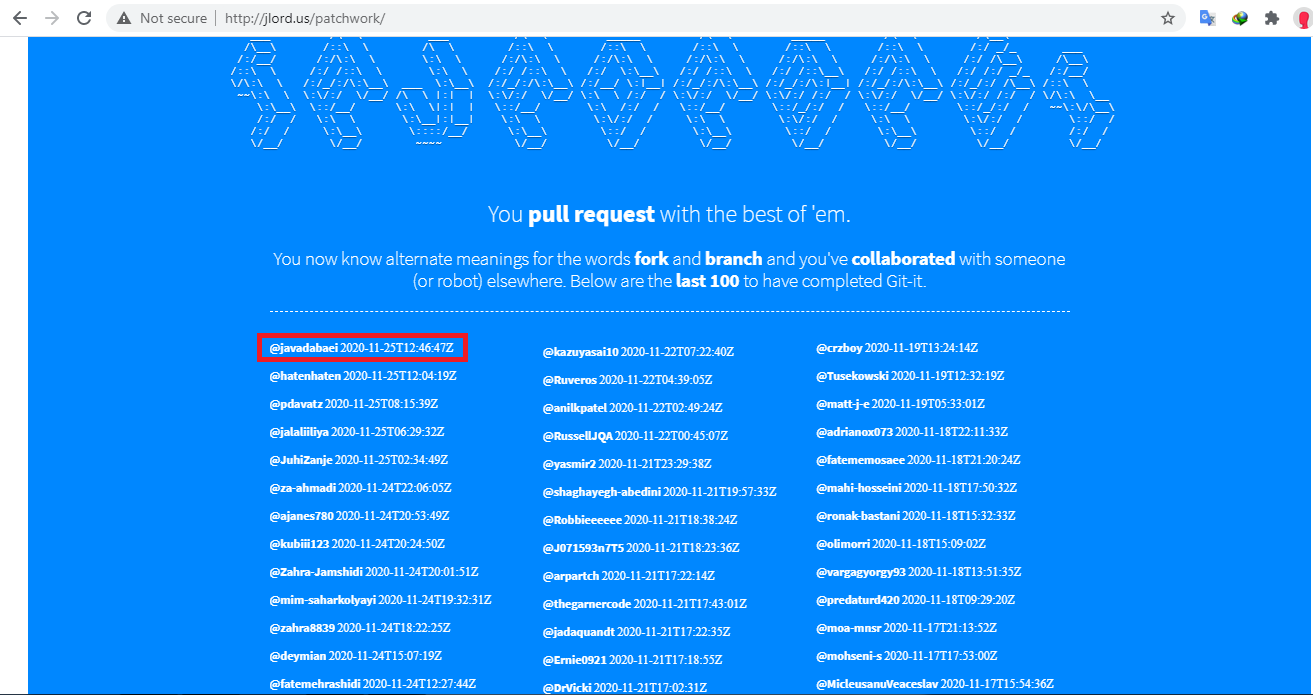 Not secure | http://jlord.us/patchwork/
You pull request with the best of 'em.
You now know alternate meanings for the words fork and branch and you've collaborated with someone
(or robot) elsewhere. Below are the last 100 to have completed Git-it.
@javadabaei 2020-11-25T12:46:47Z
@hatenhaten 2020-11-25T12:04:19Z
@pdavatz 2020-11-25T08:15:39Z
@jalaliiliya 2020-11-25T06:29:32Z
@JuhiZanje 2020-11-25T02:34:49Z
@za-ahmadi 2020-11-24T22:06:05Z
@ajanes780 2020-11-24T20:53:49Z
@kubiii123 2020-11-24T20:24:50Z
@Zahra-Jamshidi 2020-11-24T20:01:51Z
@mim-saharkolyayi 2020-11-24T19:32:31Z
@zahra8839 2020-11-24T18:22:25Z
@deymian 2020-11-24T15:07:19Z
@fatemehrashidi 2020-11-24T12:27:44Z
@kazuyasai10 2020-11-22T07:22:40Z
@Ruveros 2020-11-22T04:39:05Z
@anilkpatel 2020-11-22T02:49:24Z
@RussellJQA 2020-11-22T00:45:07Z
@yasmir2 2020-11-21T23:29:38Z
@shaghayegh-abedini 2020-11-21T19:57:33Z
@Robbieeeeee 2020-11-21T18:38:24Z
@J071593n7T5 2020-11-21T18:23:36Z
@arpartch 2020-11-21T17:22:14Z
@thegarnercode 2020-11-21T17:43:01Z
@jadaquandt 2020-11-21T17:22:35Z
@Ernie0921 2020-11-21T17:18:55Z
@DrVicki 2020-11-21T17:02:31Z
@crzboy 2020-11-19T13:24:14Z
@Tusekowski 2020-11-19T12:32:19Z
@matt-j-e 2020-11-19T05:33:01Z
@adrianox073 2020-11-18T22:11:33Z
@fatememosaee 2020-11-18T21:20:24Z
@mahi-hosseini 2020-11-18T17:50:32Z
@ronak-bastani 2020-11-18T15:32:33Z
@olimorri 2020-11-18T15:09:02Z
@vargagyorgy93 2020-11-18T13:51:35Z
@predaturd420 2020-11-18T09:29:20Z
@moa-mnsr 2020-11-17T21:13:52Z
@mohseni-s 2020-11-17T17:53:00Z
@MicleusanuVeaceslav 2020-11-17T15:54:36Z